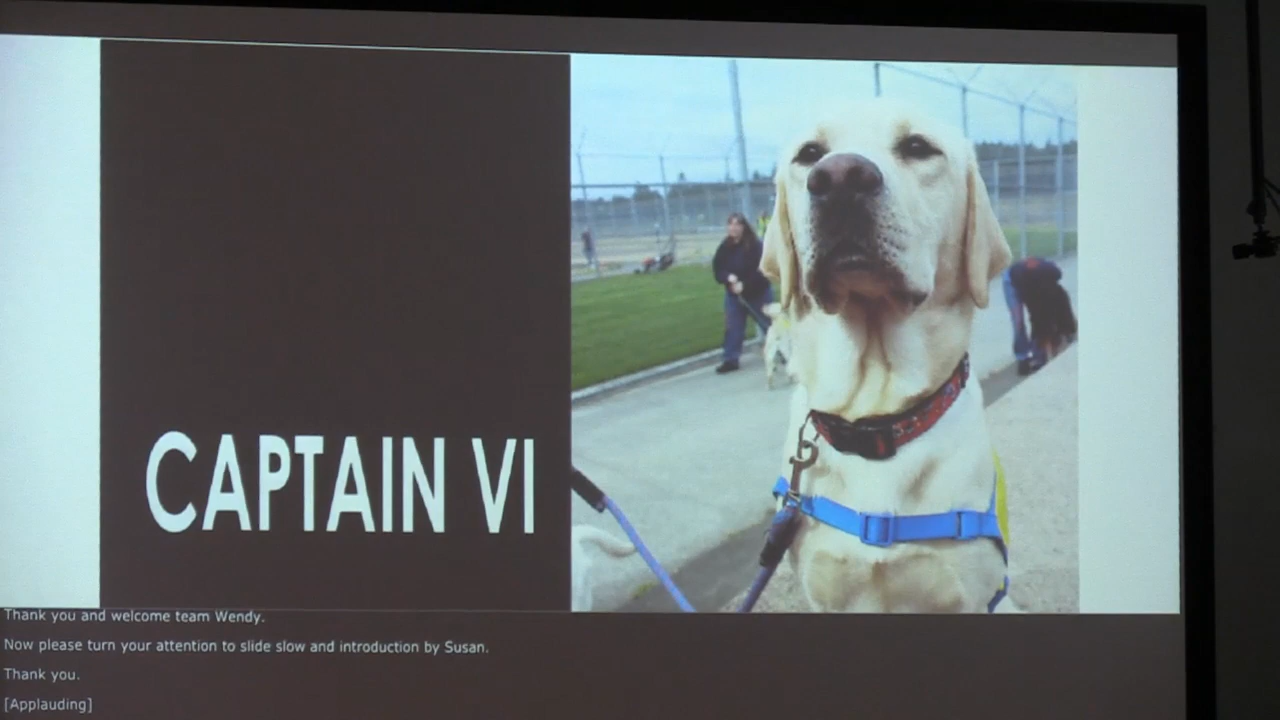 CAPTAIN VI
Thank you and welcome team Wendy.
Now please turn your attention to slide slow and introduction by Susan.
Thank you.
[Applauding]